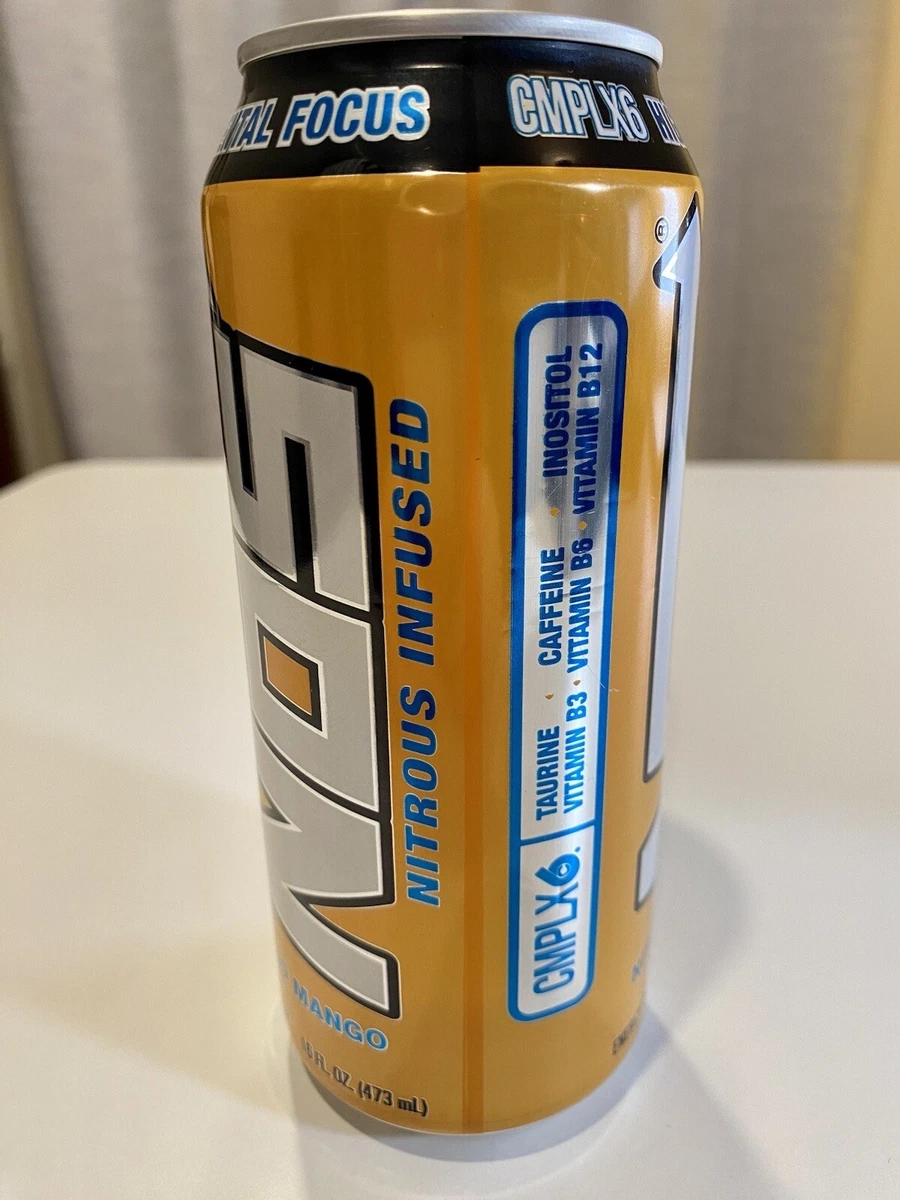 FOCUS
CMPLX6
®
NOS
NITROUS INFUSED
MANGO
16 FL. OZ. (473 mL)
CMPLX6
TAURINE • CAFFEINE • INOSITOL
VITAMIN B3 • VITAMIN B6 • VITAMIN B12